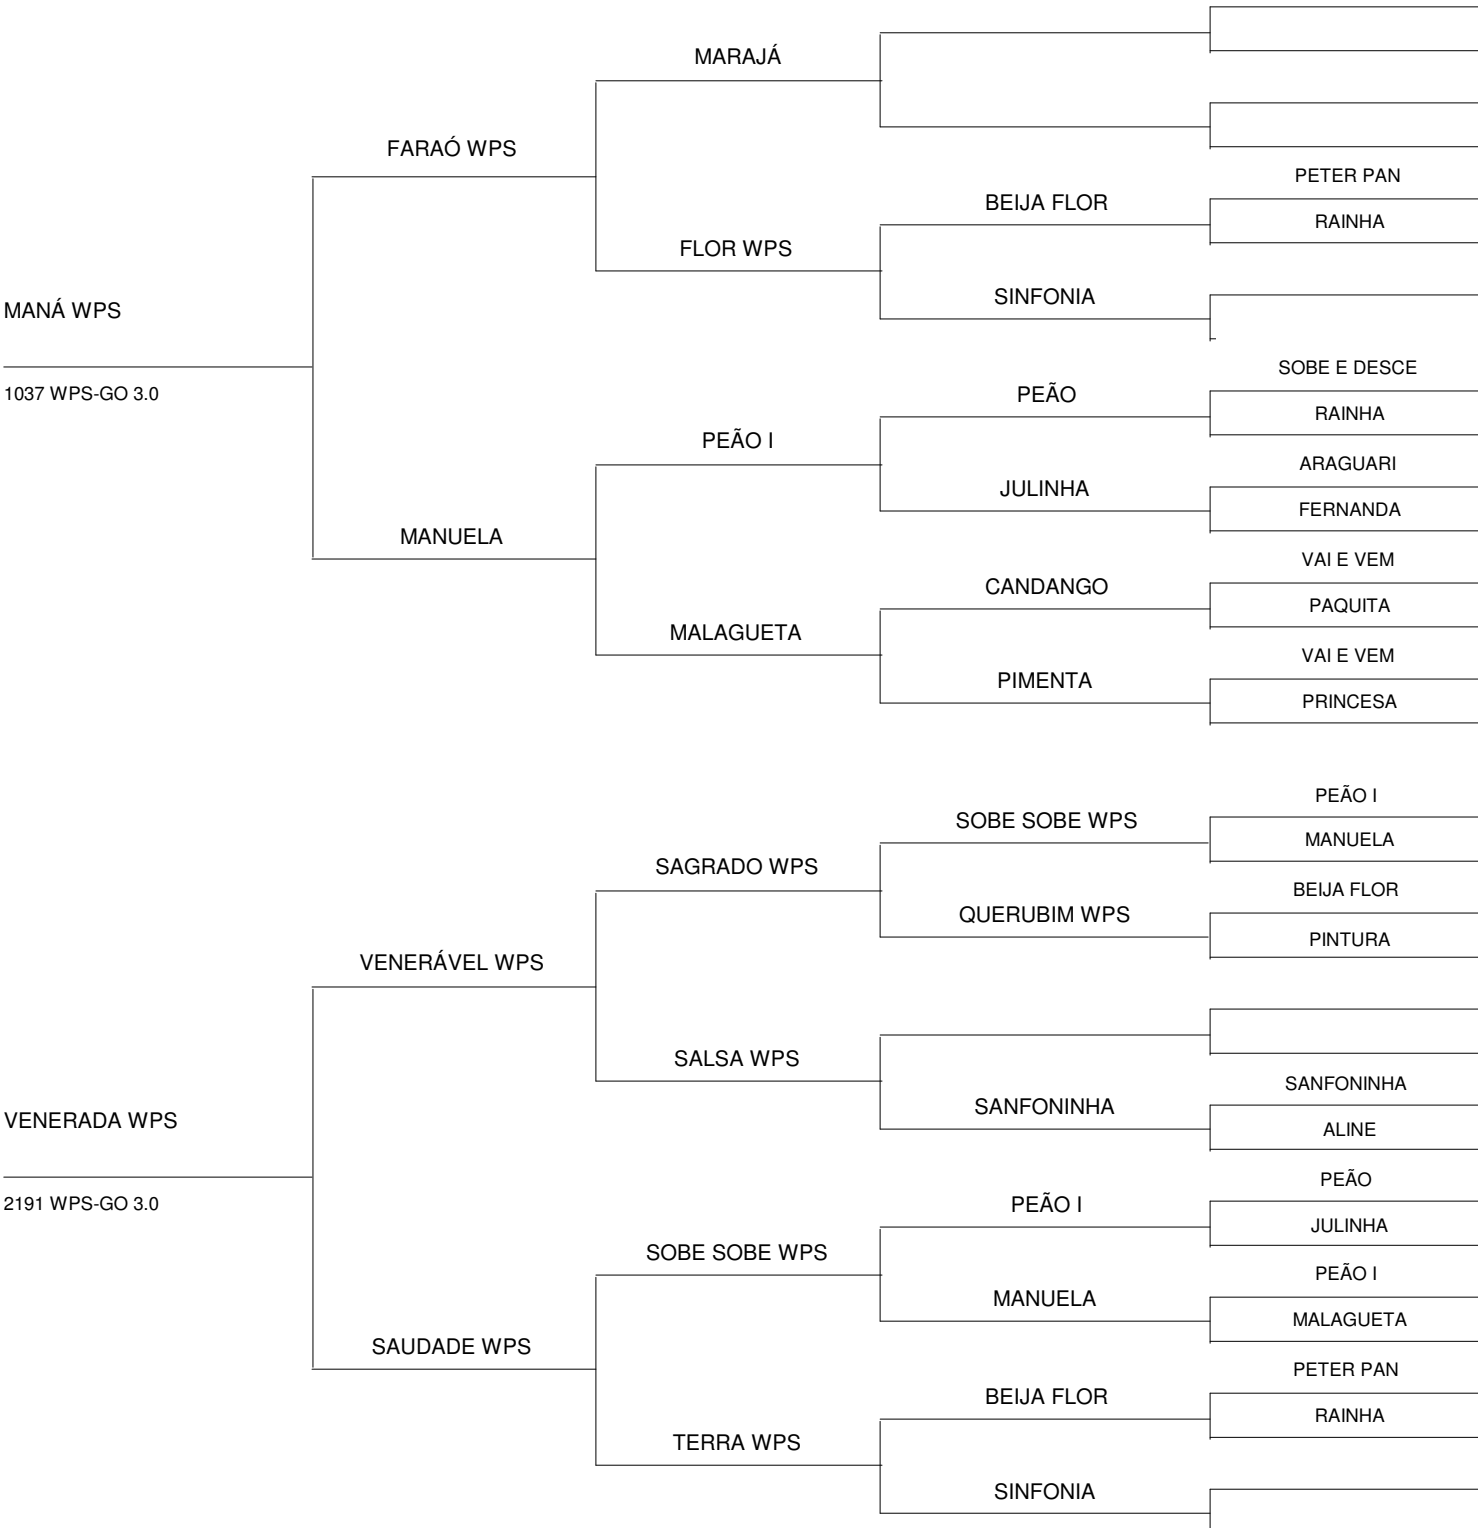 MARAJÁ
FARAÓ WPS
PETER PAN
BEIJA FLOR
RAINHA
FLOR WPS
SINFONIA
MANÁ WPS
SOBE E DESCE
1037 WPS-GO 3.0
PEÃO
RAINHA
PEÃO I
ARAGUARI
JULINHA
FERNANDA
MANUELA
VAI E VEM
CANDANGO
PAQUITA
MALAGUETA
VAI E VEM
PIMENTA
PRINCESA
PEÃO I
SOBE SOBE WPS
MANUELA
SAGRADO WPS
BEIJA FLOR
QUERUBIM WPS
PINTURA
VENERÁVEL WPS
SALSA WPS
SANFONINHA
SANFONINHA
ALINE
VENERADA WPS
PEÃO
2191 WPS-GO 3.0
PEÃO I
JULINHA
SOBE SOBE WPS
PEÃO I
MANUELA
MALAGUETA
SAUDADE WPS
PETER PAN
BEIJA FLOR
RAINHA
TERRA WPS
SINFONIA